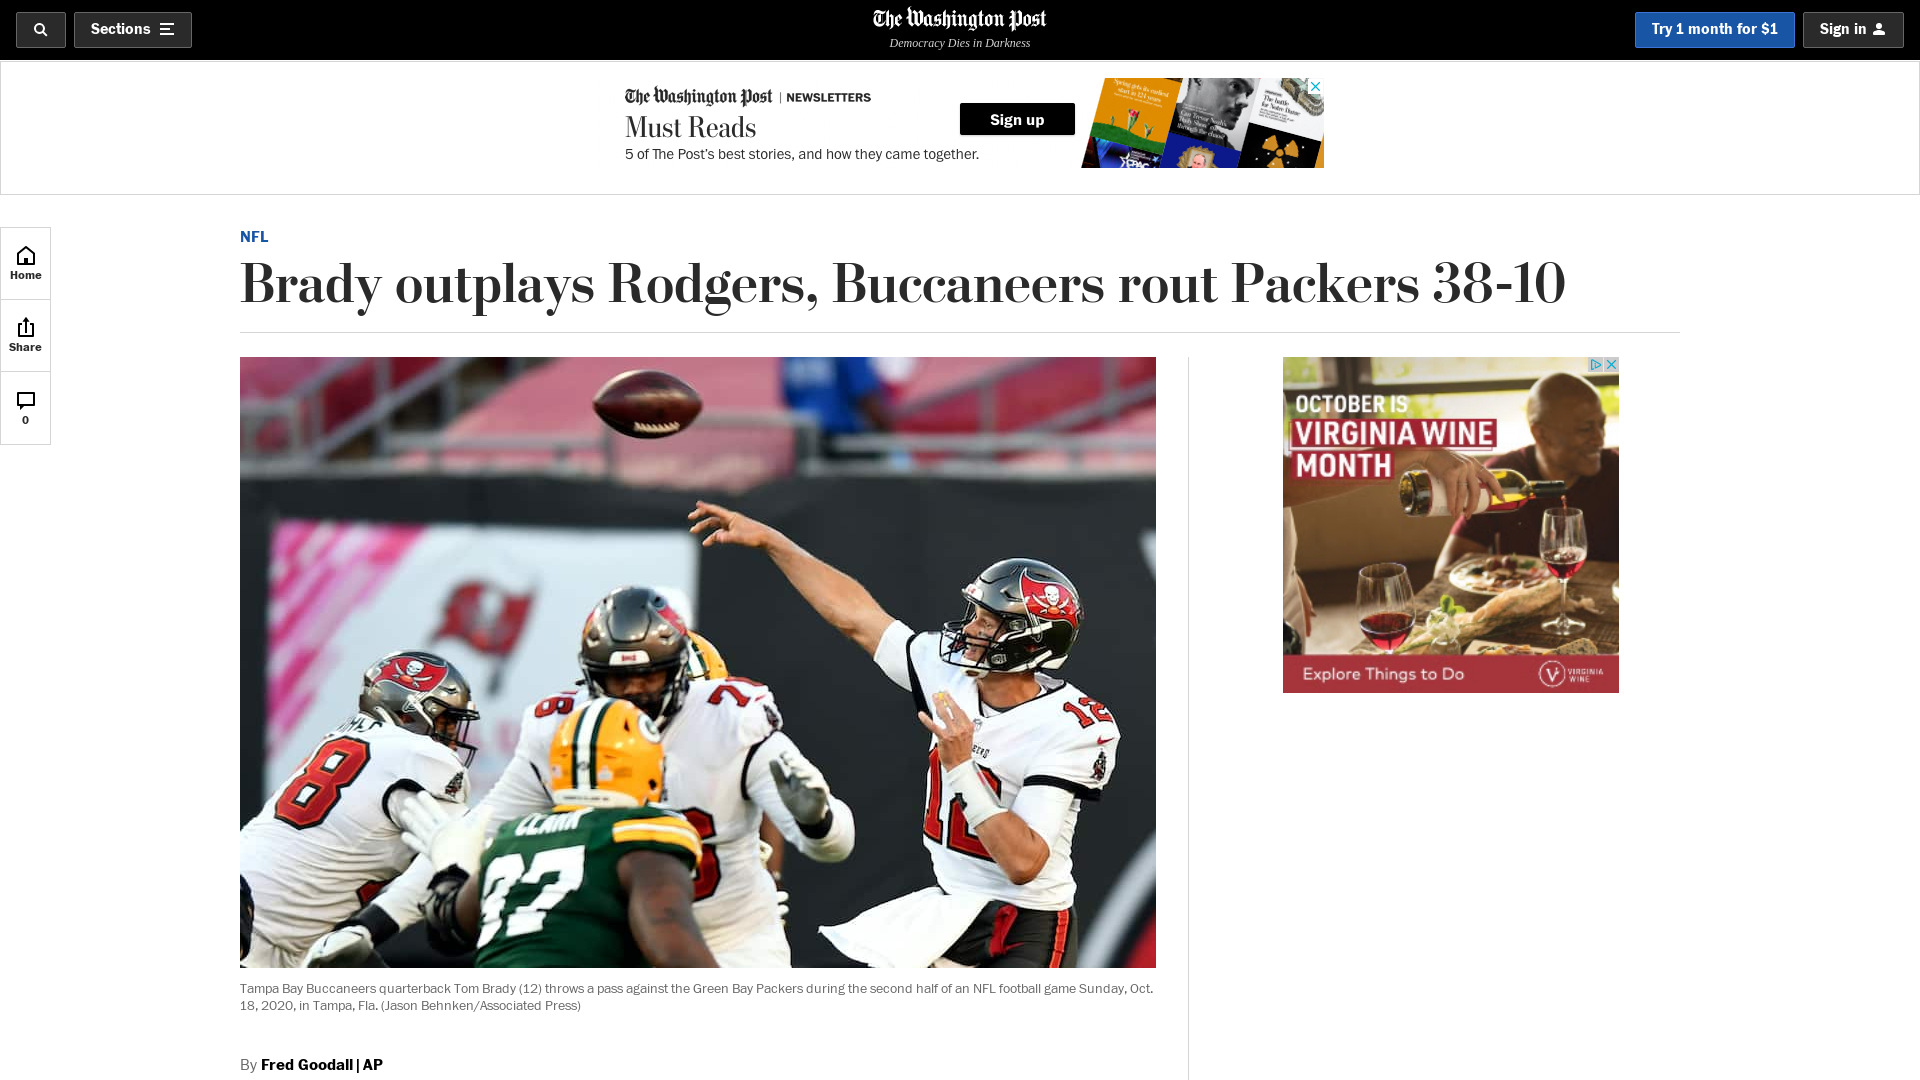 Sections
The Washington Post
Democracy Dies in Darkness
Try 1 month for $1
Sign in
The Washington Post | NEWSLETTERS
Must Reads
5 of The Post's best stories, and how they came together.
Sign up
Home
Share
0
NFL
Brady outplays Rodgers, Buccaneers rout Packers 38-10
OCTOBER IS
VIRGINIA WINE
MONTH
Explore Things to Do
VIRGINIA
WINE
12
12
8
CLARK
97
Tampa Bay Buccaneers quarterback Tom Brady (12) throws a pass against the Green Bay Packers during the second half of an NFL football game Sunday, Oct.
18, 2020, in Tampa, Fla. (Jason Behnken/Associated Press)
By Fred Goodall | AP